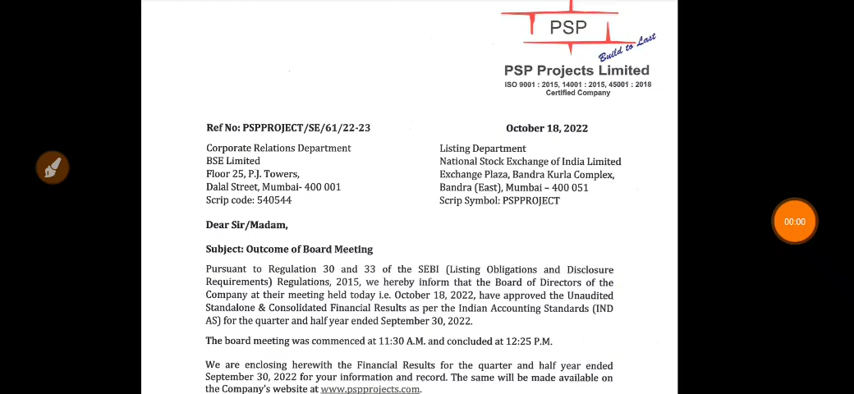 PSP
Build to Last
PSP Projects Limited
ISO 9001 : 2015, 14001 : 2015, 45001 : 2018
Certified Company
Ref No: PSPPROJECT/SE/61/22-23
October 18, 2022
Corporate Relations Department
BSE Limited
Floor 25, P.J. Towers,
Dalal Street, Mumbai- 400 001
Scrip code: 540544
Listing Department
National Stock Exchange of India Limited
Exchange Plaza, Bandra Kurla Complex,
Bandra (East), Mumbai – 400 051
Scrip Symbol: PSPPROJECT
Dear Sir/Madam,
Subject: Outcome of Board Meeting
Pursuant to Regulation 30 and 33 of the SEBI (Listing Obligations and Disclosure
Requirements) Regulations, 2015, we hereby inform that the Board of Directors of the
Company at their meeting held today i.e. October 18, 2022, have approved the Unaudited
Standalone & Consolidated Financial Results as per the Indian Accounting Standards (IND
AS) for the quarter and half year ended September 30, 2022.
The board meeting was commenced at 11:30 A.M. and concluded at 12:25 P.M.
We are enclosing herewith the Financial Results for the quarter and half year ended
September 30, 2022 for your information and record. The same will be made available on
the Company's website at www.pspprojects.com.
00:00